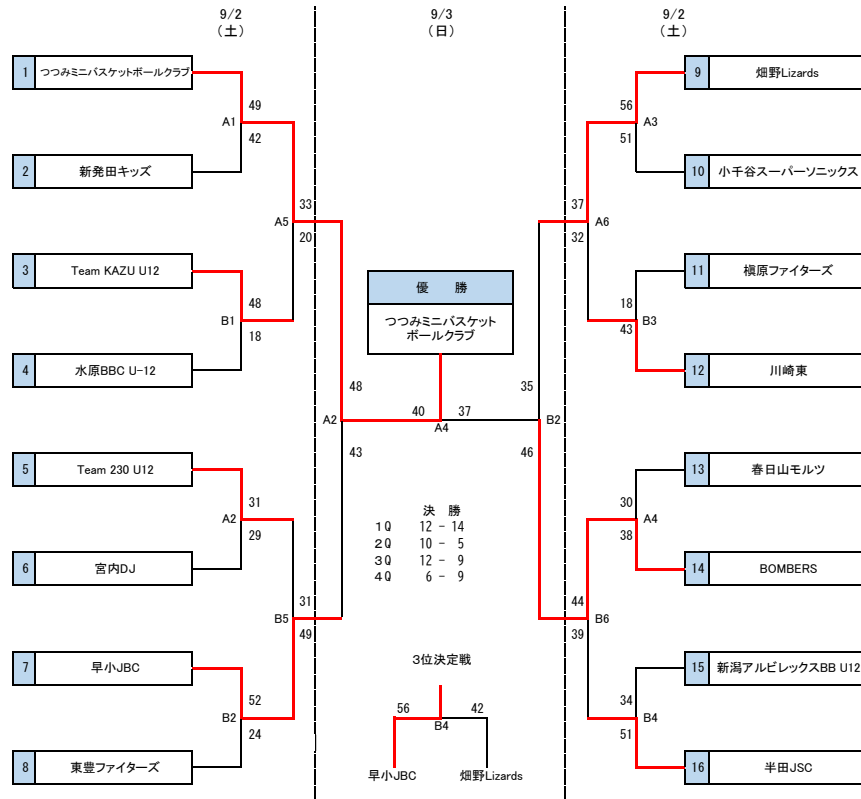 9/2
(土)
9/3
(日)
9/2
(土)
1 つつみミニバスケットボールクラブ
49
A1
42
2 新発田キッズ
33
A5
20
3 Team KAZU U12
48
B1
18
4 水原BBC U-12
48
A2
43
5 Team 230 U12
31
A2
29
6 宮内DJ
31
B5
49
7 早小JBC
52
B2
24
8 東豊ファイターズ
優 勝
つつみミニバスケット
ボールクラブ
40 37
A4
決 勝
1Q 12 - 14
2Q 10 - 5
3Q 12 - 9
4Q 6 - 9
3位決定戦
56 42
B4
早小JBC 畑野Lizards
9 畑野Lizards
56
A3
51
10 小千谷スーパーソニックス
37
A6
32
11 槇原ファイターズ
18
B3
43
12 川崎東
35
B2
46
13 春日山モルツ
30
A4
38
14 BOMBERS
44
B6
39
15 新潟アルビレックスBB U12
34
B4
51
16 半田JSC